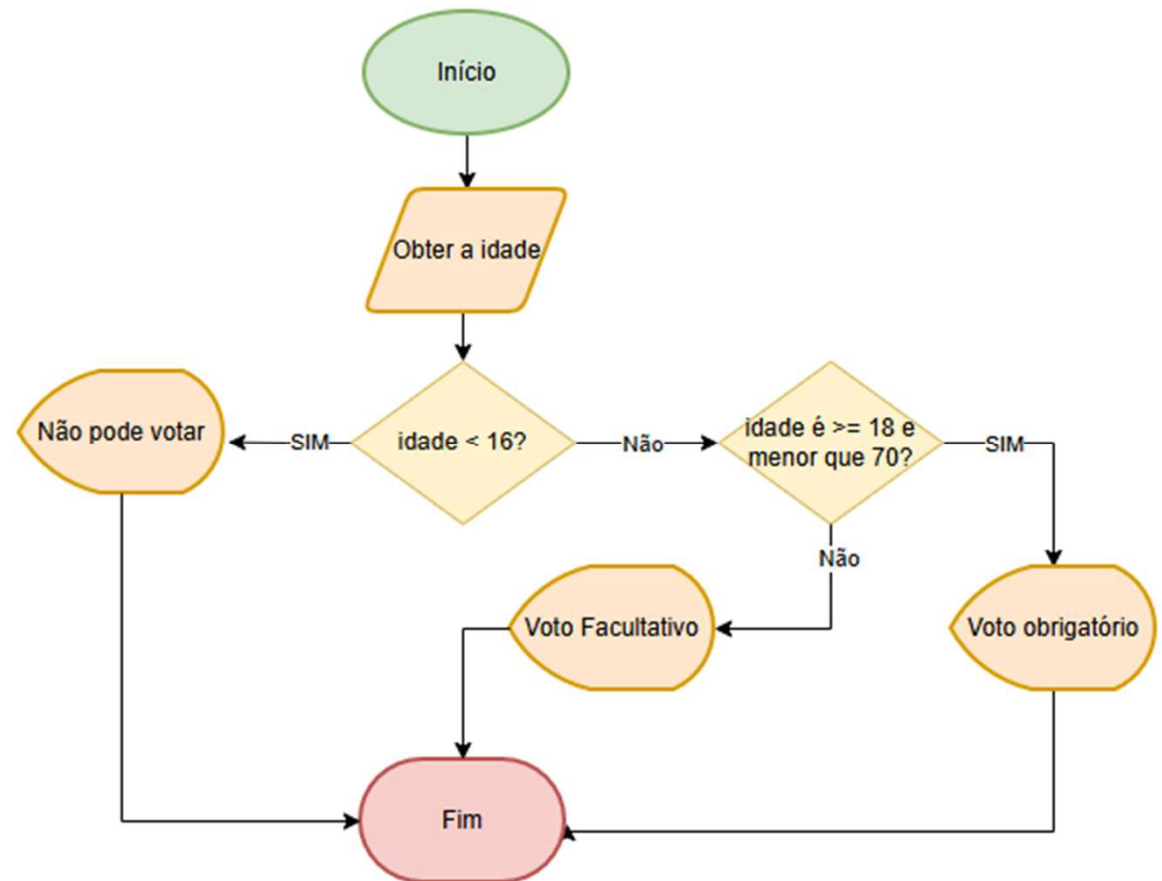 Início
Obter a idade
Não pode votar
SIM
idade < 16?
Não
idade é >= 18 e
menor que 70?
SIM
Não
Voto Facultativo
Voto obrigatório
Fim